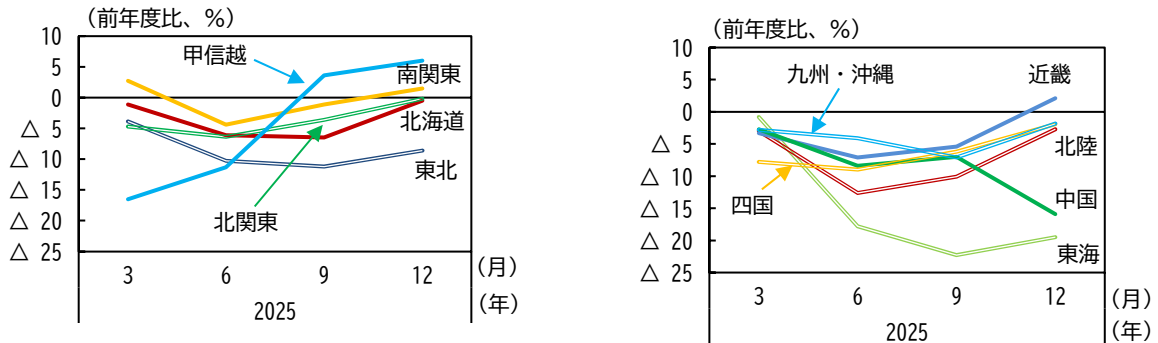 (前年度比、%)
10
5
0
△ 5
△ 10
△ 15
△ 20
△ 25
甲信越
南関東
北海道
東北
北関東
3 6 9 12 (月)
2025 (年)
(前年度比、%)
10
5
0
△ 5
△ 10
△ 15
△ 20
△ 25
九州・沖縄
近畿
北陸
四国
中国
東海
3 6 9 12 (月)
2025 (年)